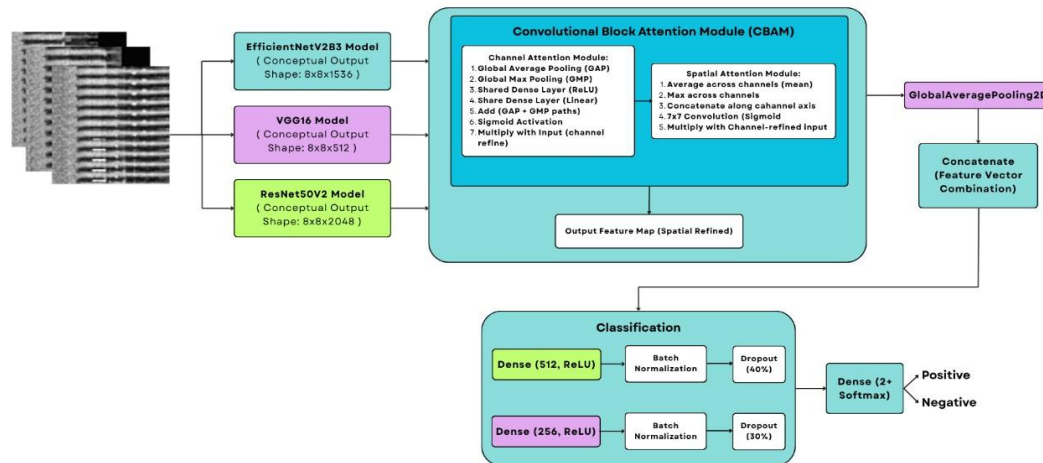 EfficientNetV2B3 Model
( Conceptual Output
Shape: 8x8x1536 )
VGG16 Model
( Conceptual Output
Shape: 8x8x512 )
ResNet50V2 Model
( Conceptual Output
Shape: 8x8x2048 )
Convolutional Block Attention Module (CBAM)
Channel Attention Module:
1. Global Average Pooling (GAP)
2. Global Max Pooling (GMP)
3. Shared Dense Layer (ReLU)
4. Share Dense Layer (Linear)
5. Add (GAP + GMP paths)
6. Sigmoid Activation
7. Multiply with Input (channel
refine)
Spatial Attention Module:
1. Average across channels (mean)
2. Max across channels
3. Concatenate along cahannel axis
4. 7x7 Convolution (Sigmoid
5. Multiply with Channel-refined input
Output Feature Map (Spatial Refined)
GlobalAveragePooling2D
Concatenate
(Feature Vector
Combination)
Classification
Dense (512, ReLU)
Batch
Normalization
Dropout
(40%)
Dense (256, ReLU)
Batch
Normalization
Dropout
(30%)
Dense (2+
Softmax)
Positive
Negative